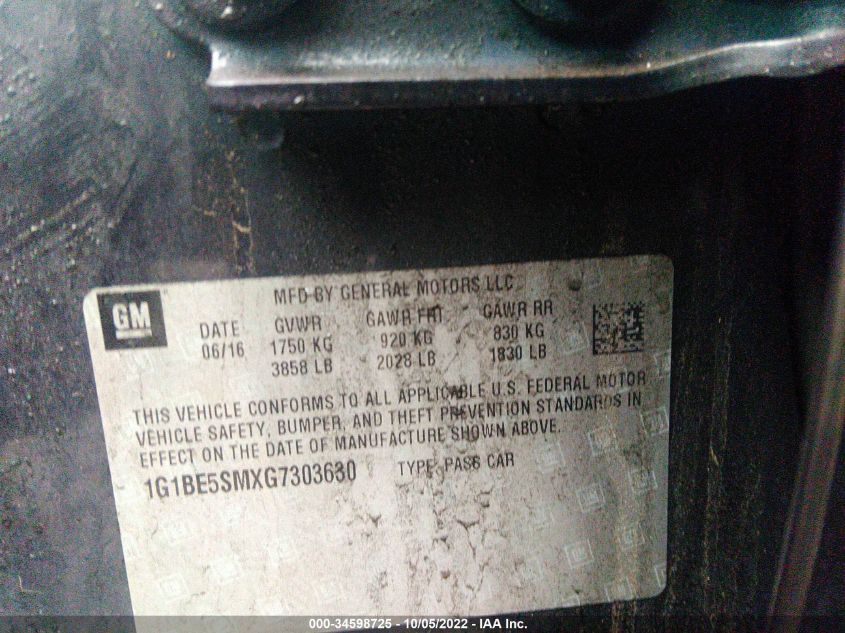 GM
MFD BY GENERAL MOTORS LLC
DATE GVWR GAWR FRT GAWR RR
06/16 1750 KG 920 KG 830 KG
3858 LB 2028 LB 1830 LB
THIS VEHICLE CONFORMS TO ALL APPLICABLE U.S. FEDERAL MOTOR
VEHICLE SAFETY, BUMPER, AND THEFT PREVENTION STANDARDS IN
EFFECT ON THE DATE OF MANUFACTURE SHOWN ABOVE.
1G1BE5SMXG7303630 TYPE: PASS CAR
000-34598725 - 10/05/2022 - IAA Inc.